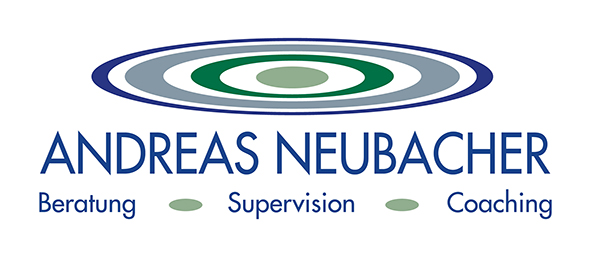 ANDREAS NEUBACHER
Beratung Supervision Coaching